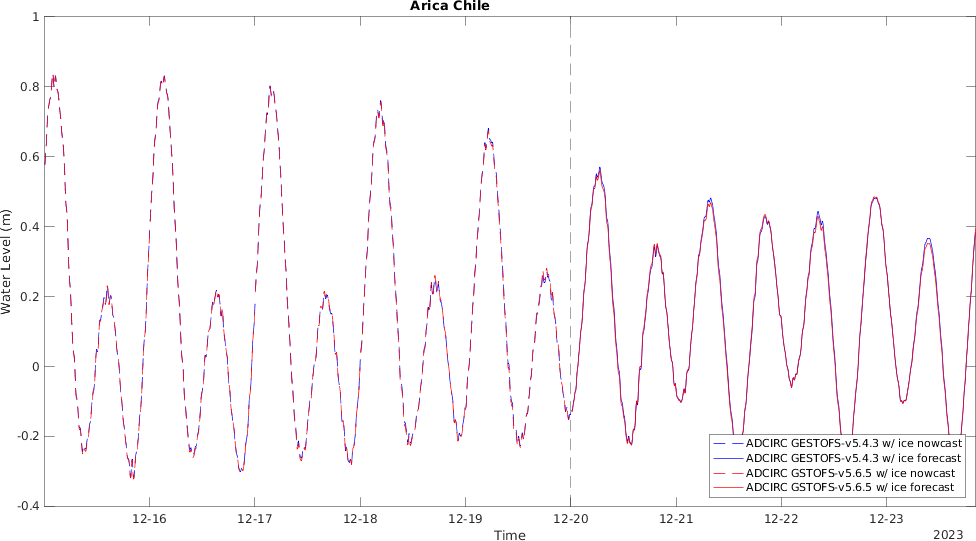 Arica Chile
1
0.8
0.6
0.4
0.2
0
-0.2
-0.4
Water Level (m)
ADCIRC GESTOFS-v5.4.3 w/ ice nowcast
ADCIRC GESTOFS-v5.4.3 w/ ice forecast
ADCIRC GSTOFS-v5.6.5 w/ ice nowcast
ADCIRC GSTOFS-v5.6.5 w/ ice forecast
12-16 12-17 12-18 12-19 12-20 12-21 12-22 12-23
Time
2023